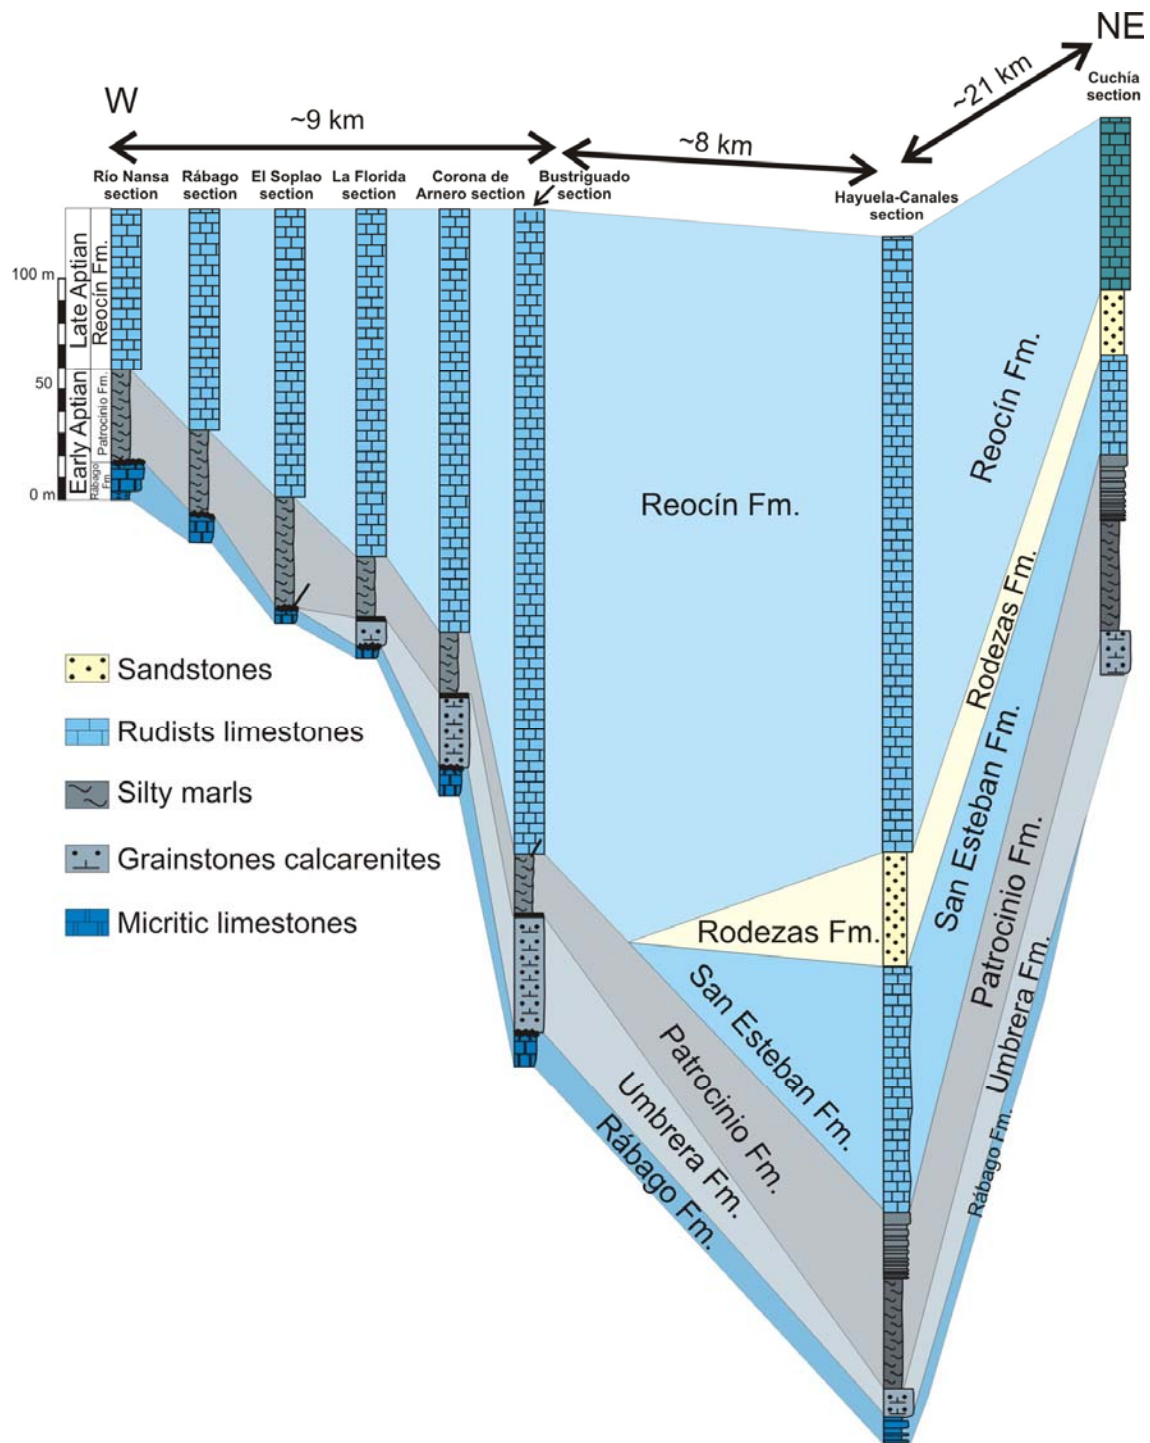 NE
~21 km
Cuchía
section
W
~9 km
~8 km
Río Nansa
section
Rábago
section
El Soplao
section
La Florida
section
Corona de
Arnero section
Bustriguado
section
Hayuela-Canales
section
100 m
50
0 m
Late Aptian
Early Aptian
Reocín Fm.
Patrocinio Fm.
Rábago
Fm
Reocín Fm.
Reocín Fm.
Rodezas Fm.
Rodezas Fm.
San Esteban Fm.
San Esteban Fm.
Patrocinio Fm.
Patrocinio Fm.
Umbrera Fm.
Umbrera Fm.
Rábago Fm.
Rábago Fm.
Sandstones
Rudists limestones
Silty marls
Grainstones calcarenites
Micritic limestones